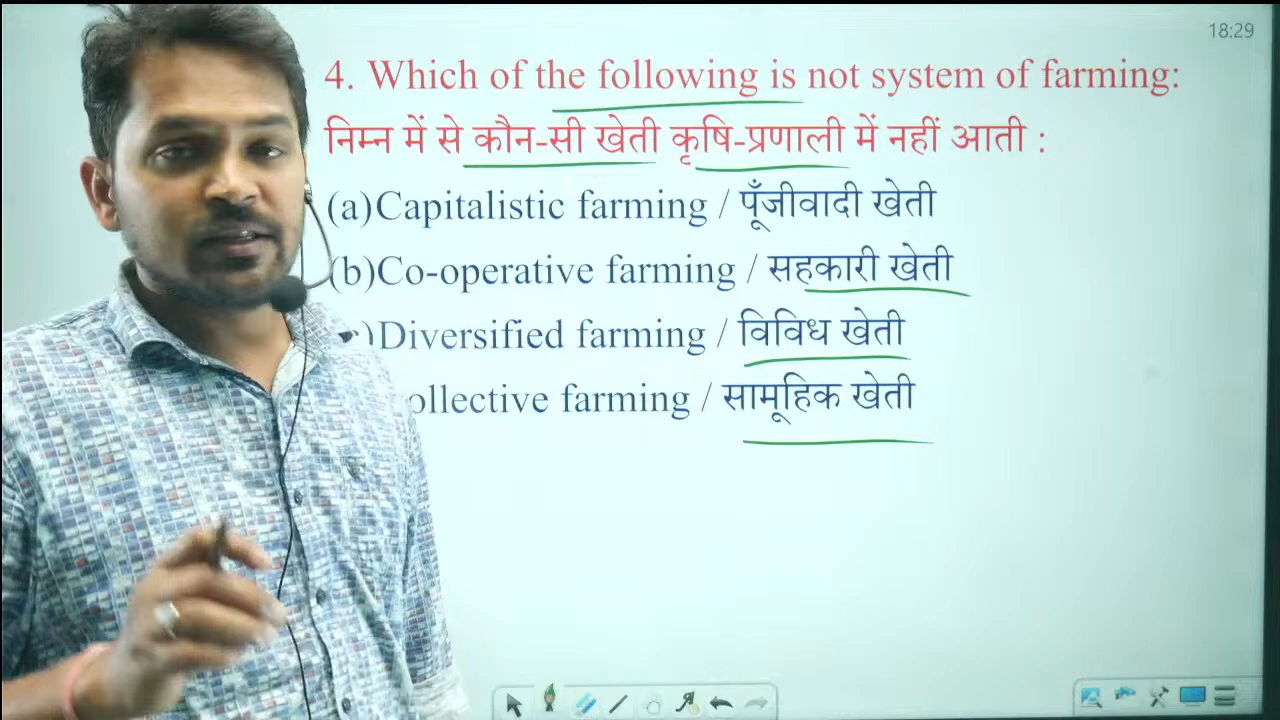 18:29
4. Which of the following is not system of farming:
निम्न में से कौन-सी खेती कृषि-प्रणाली में नहीं आती :
(a)Capitalistic farming / पूँजीवादी खेती
(b)Co-operative farming / सहकारी खेती
)Diversified farming / विविध खेती
ollective farming / सामूहिक खेती